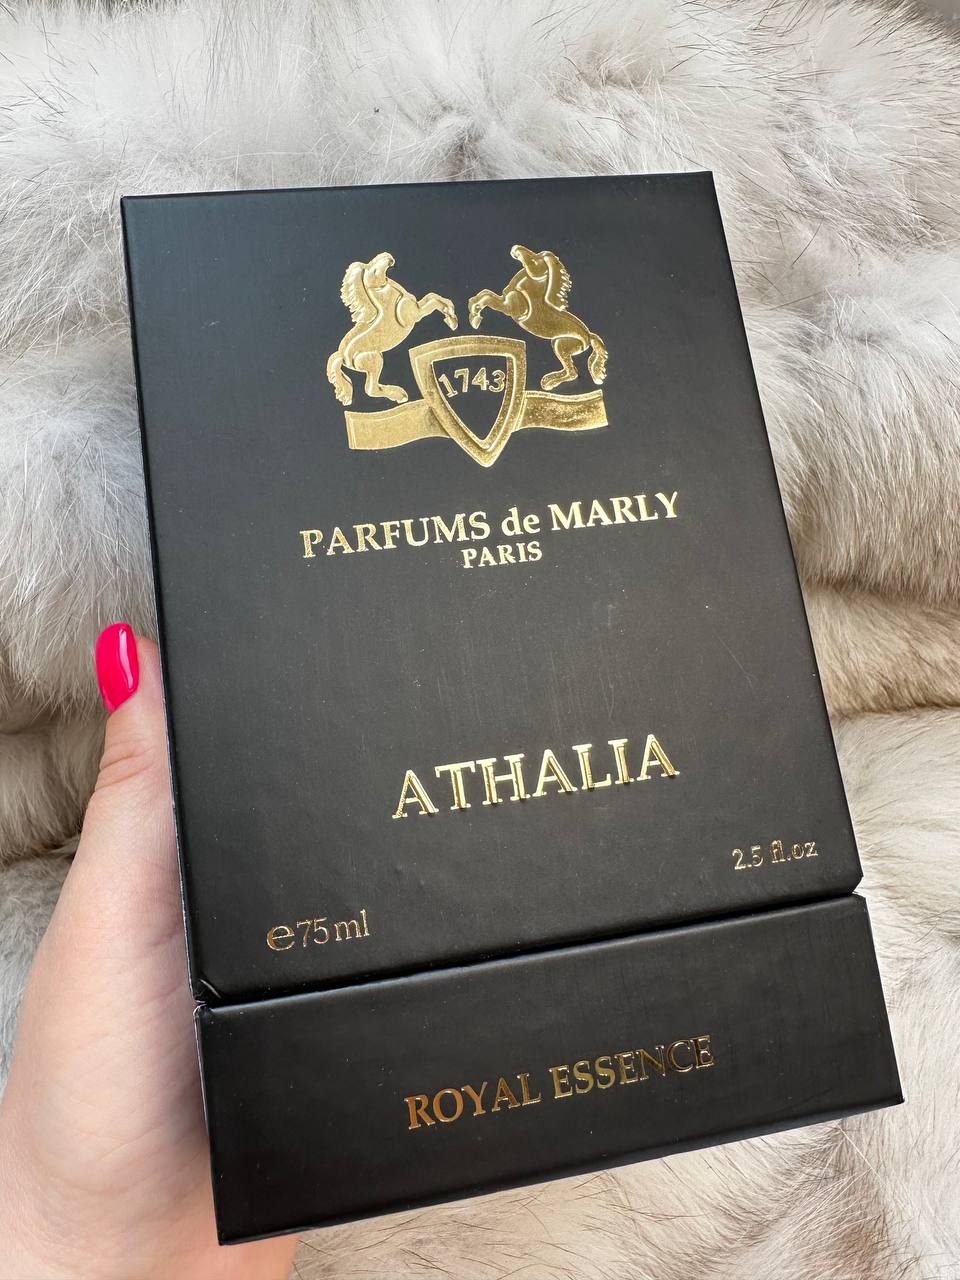 1743
PARFUMS de MARLY
PARIS
ATHALIA
2.5 fl.oz
℮75ml
ROYAL ESSENCE